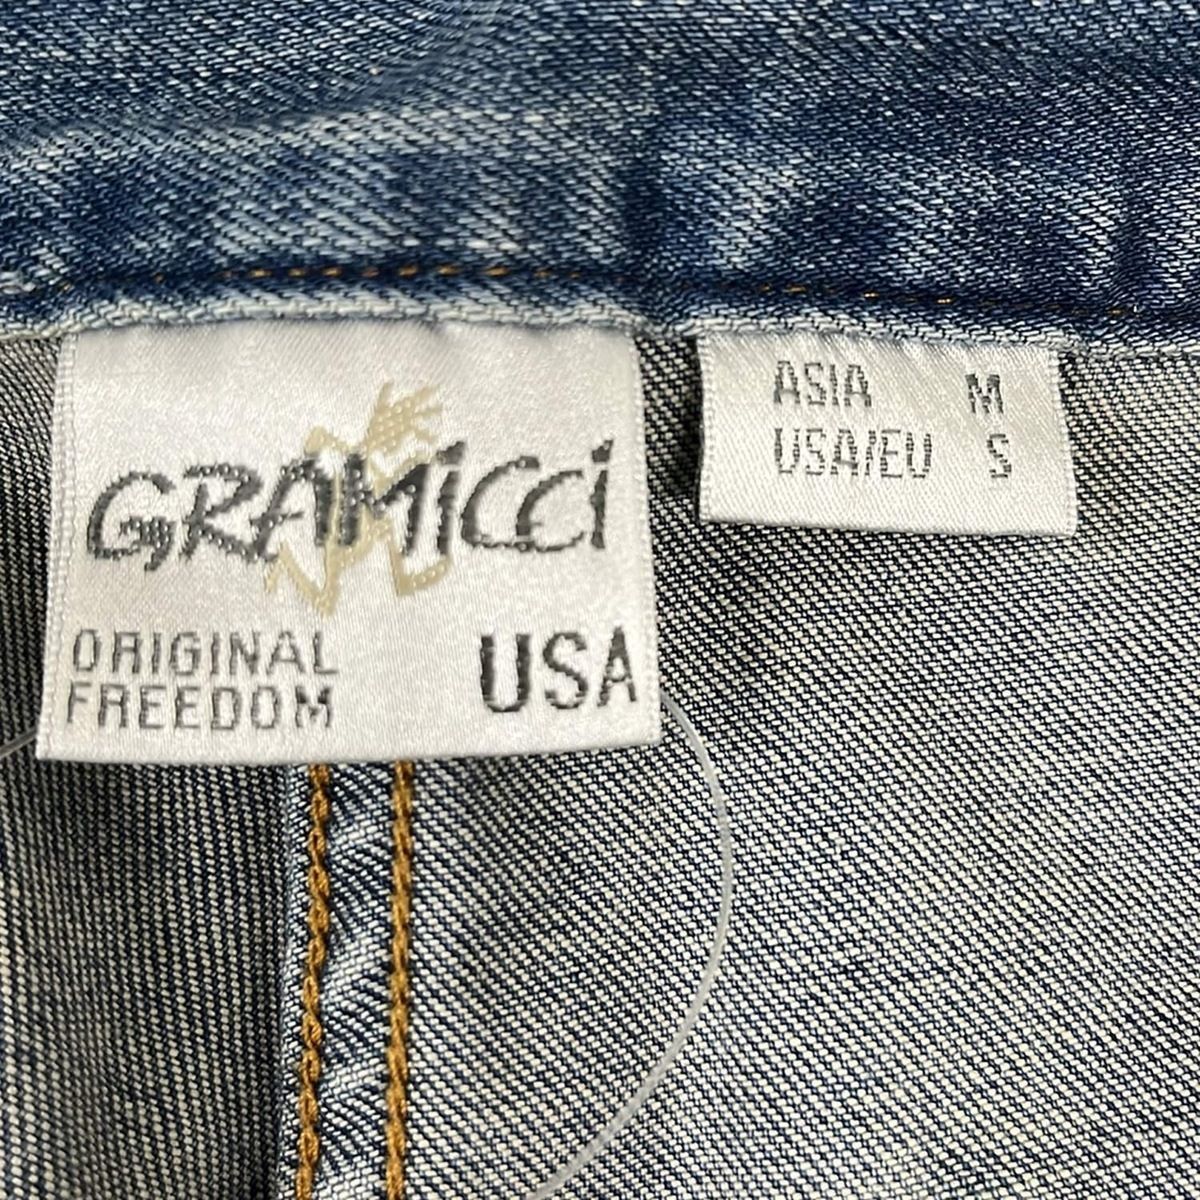 GRAMiCCi
ORIGINAL
FREEDOM
USA
ASIA M
USA/EU S